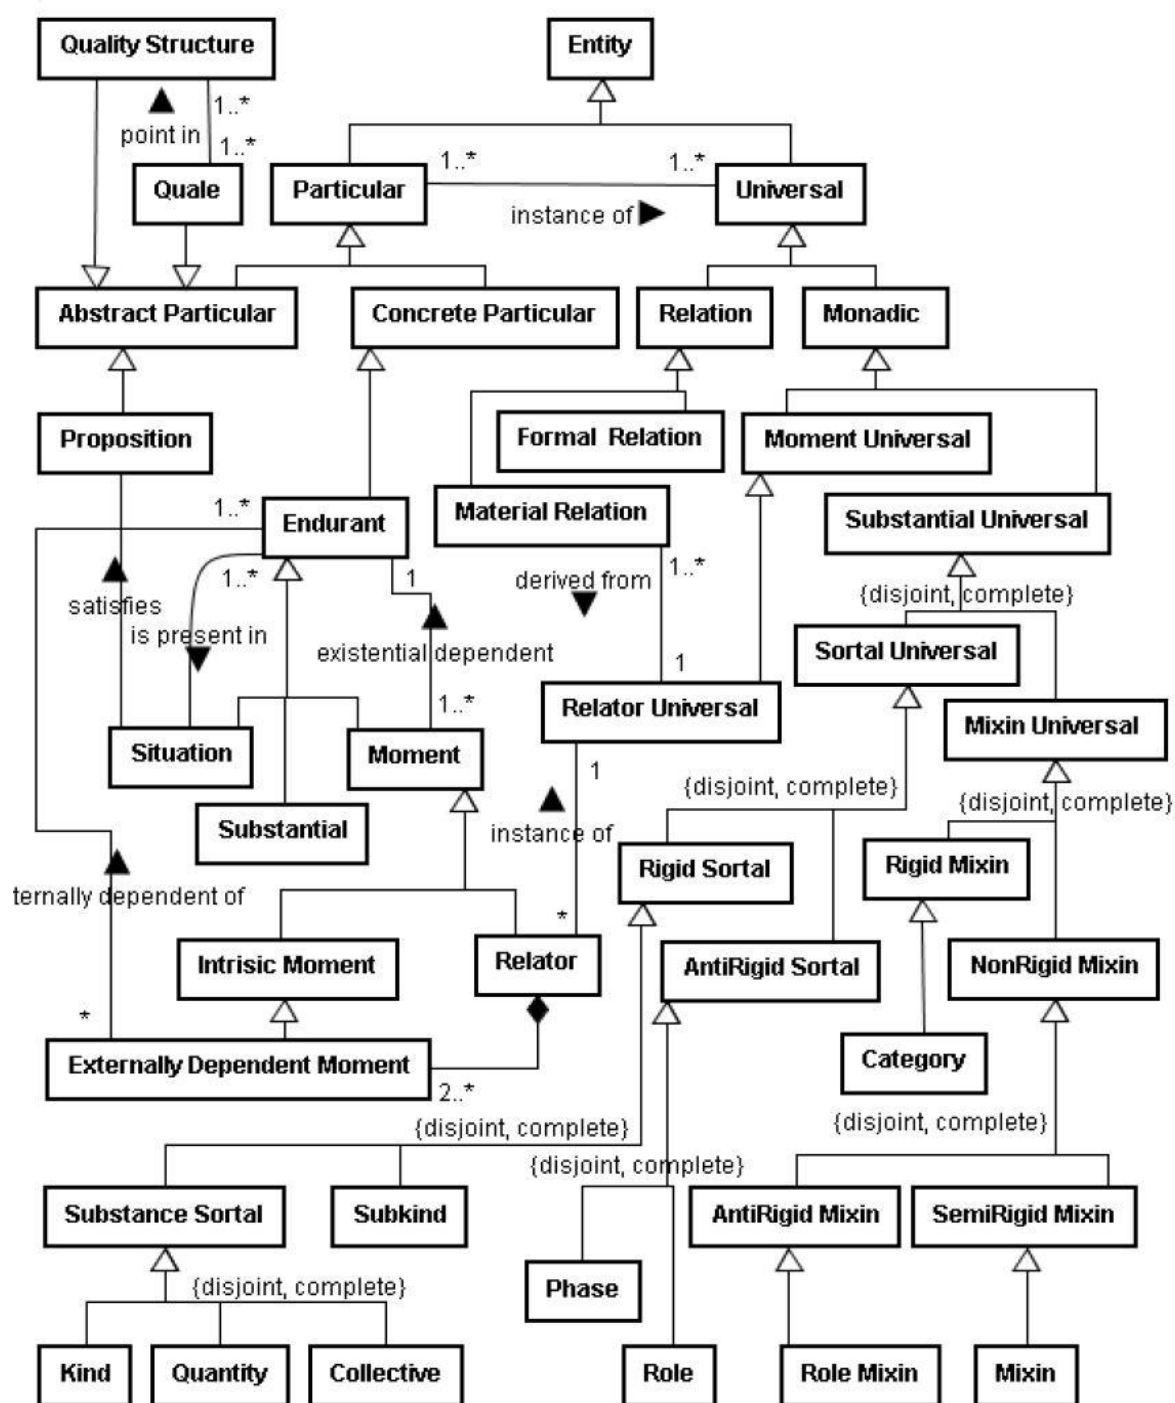 Quality Structure
Entity
1..*
point in
1..*
1..*
1..*
Quale
Particular
Universal
instance of
Abstract Particular
Concrete Particular
Relation
Monadic
Proposition
Formal Relation
Moment Universal
1..*
Endurant
Material Relation
Substantial Universal
1..*
1
derived from
1..*
satisfies
{disjoint, complete}
is present in
existential dependent
Sortal Universal
1
1..*
Relator Universal
Mixin Universal
Situation
Moment
1
{disjoint, complete}
{disjoint, complete}
Substantial
instance of
Rigid Sortal
Rigid Mixin
ternally dependent of
*
Intrisic Moment
Relator
AntiRigid Sortal
NonRigid Mixin
*
Externally Dependent Moment
Category
2..*
{disjoint, complete}
{disjoint, complete}
{disjoint, complete}
Substance Sortal
Subkind
AntiRigid Mixin
SemiRigid Mixin
{disjoint, complete}
Phase
Kind
Quantity
Collective
Role
Role Mixin
Mixin